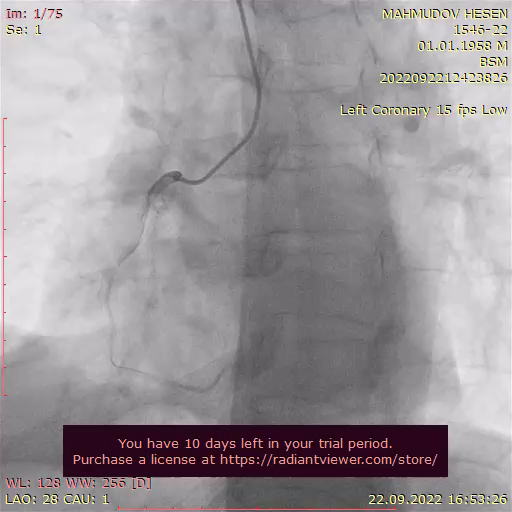 Im: 1/75
Se: 1
MAHMUDOV HESEN
1546-22
01.01.1958 M
BSM
2022092212423826
Left Coronary 15 fps Low
You have 10 days left in your trial period.
Purchase a license at https://radiantviewer.com/store/
WL: 128 WW: 256 [D]
LAO: 28 CAU: 1
22.09.2022 16:53:26